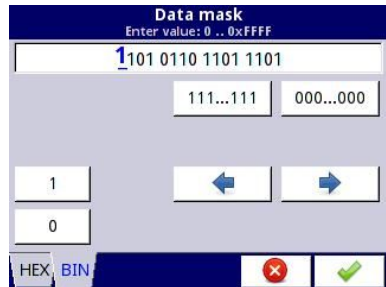 Data mask
Enter value: 0 .. 0xFFFF
1101 0110 1101 1101
111...111 000...000
1
0
HEX BIN